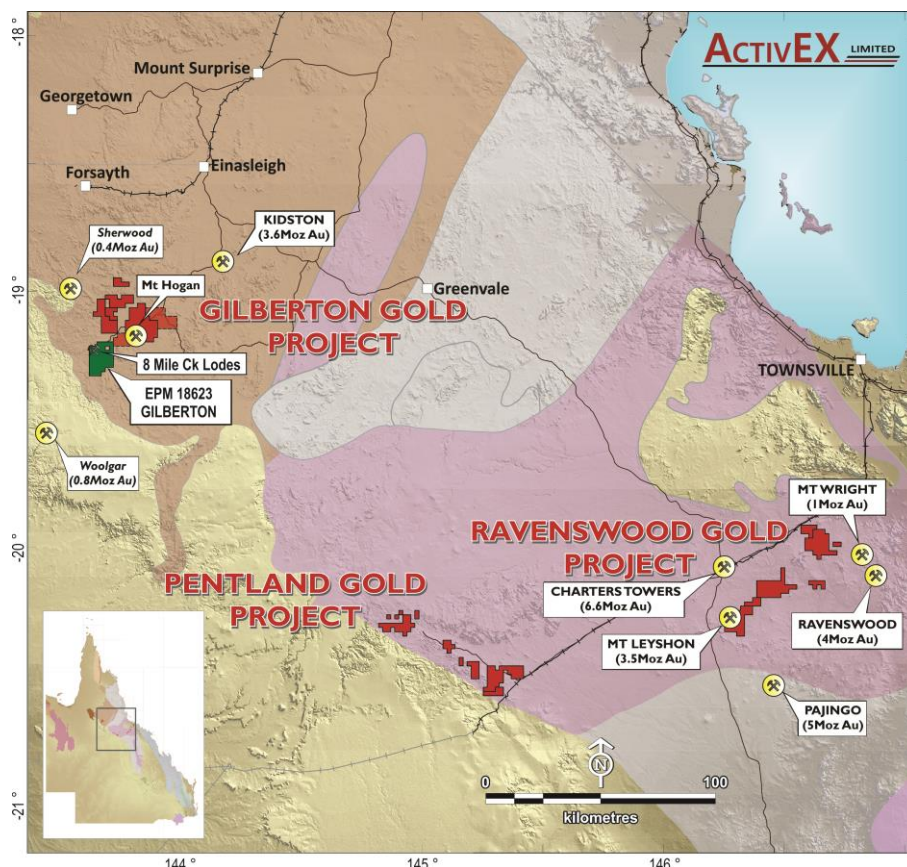 -18 °
ACTIVEX LIMITED
Mount Surprise
Georgetown
Forsayth
Einasleigh
Sherwood
(0.4Moz Au)
KIDSTON
(3.6Moz Au)
-19 °
Mt Hogan
Greenvale
GILBERTON GOLD
PROJECT
8 Mile Ck Lodes
EPM 18623
GILBERTON
TOWNSVILLE
Woolgar
(0.8Moz Au)
MT WRIGHT
(1Moz Au)
-20 °
RAVENSWOOD GOLD
PROJECT
PENTLAND GOLD
PROJECT
CHARTERS TOWERS
(6.6Moz Au)
RAVENSWOOD
(4Moz Au)
MT LEYSHON
(3.5Moz Au)
PAJINGO
(5Moz Au)
N
0 100
kilometres
-21 °
144 ° 145 ° 146 °